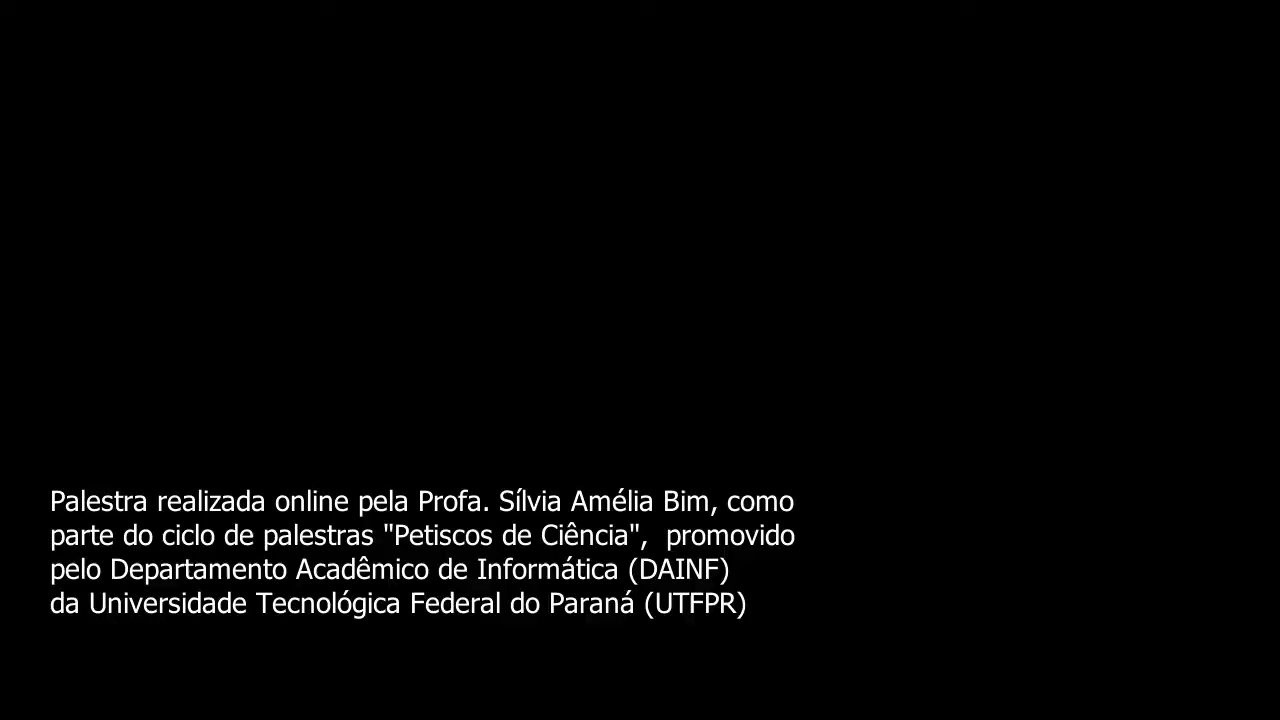 Palestra realizada online pela Profa. Sílvia Amélia Bim, como
parte do ciclo de palestras "Petiscos de Ciência",  promovido
pelo Departamento Acadêmico de Informática (DAINF)
da Universidade Tecnológica Federal do Paraná (UTFPR)